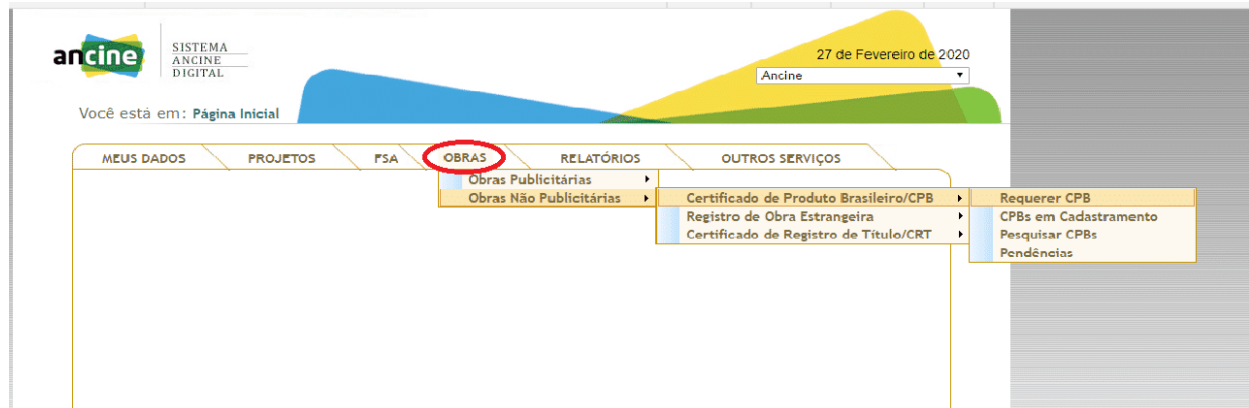 ancine
SISTEMA
ANCINE
DIGITAL
27 de Fevereiro de 2020
Ancine
Você está em: Página Inicial
MEUS DADOS PROJETOS FSA OBRAS RELATÓRIOS OUTROS SERVIÇOS
Obras Publicitárias
Obras Não Publicitárias
Certificado de Produto Brasileiro/CPB
Registro de Obra Estrangeira
Certificado de Registro de Título/CRT
Requerer CPB
CPBs em Cadastramento
Pesquisar CPBs
Pendências